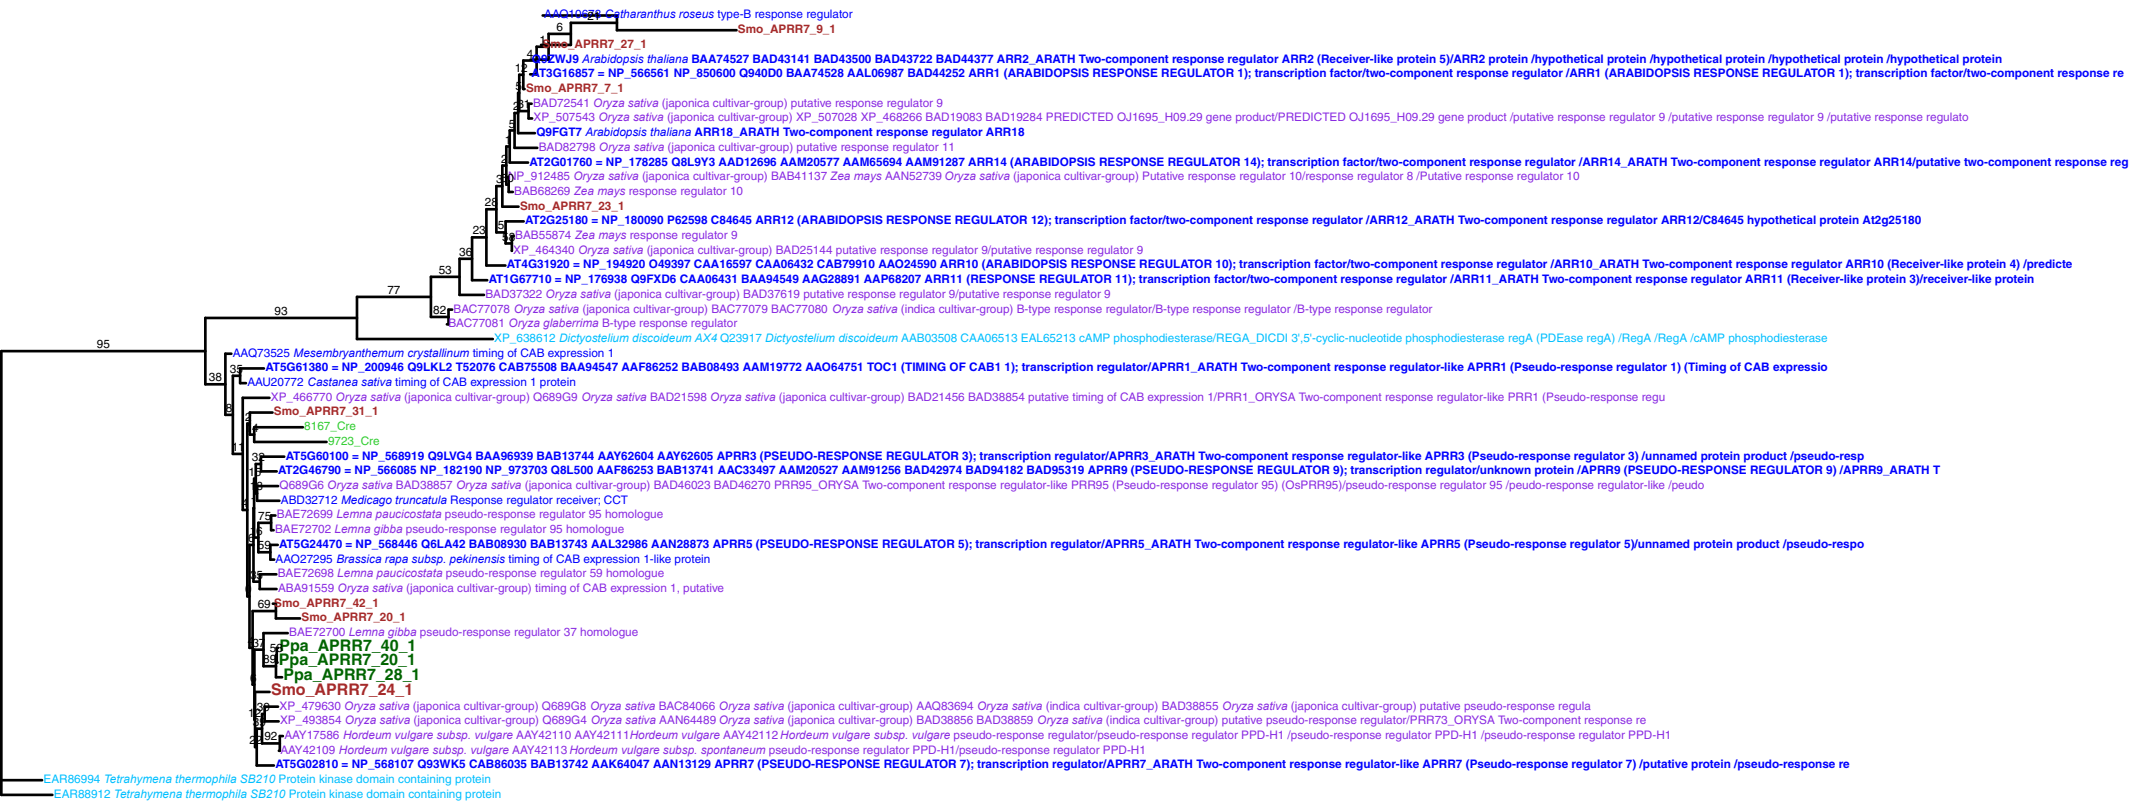 Catharanthus roseus type-B response regulator
Smo_APRR7_9_1
Smo_APRR7_27_1
Arabidopsis thaliana BAA74527 BAD43141 BAD43500 BAD43722 BAD44377 ARR2_ARATH Two-component response regulator ARR2 (Receiver-like protein 5)/ARR2 protein /hypothetical protein /hypothetical protein /hypothetical protein /hypothetical protein
AT3G16857 = NP_566561 NP_850600 Q940D0 BAA74528 AAL06987 BAD44252 ARR1 (ARABIDOPSIS RESPONSE REGULATOR 1); transcription factor/two-component response regulator /ARR1 (ARABIDOPSIS RESPONSE REGULATOR 1); transcription factor/two-component response re
Smo_APRR7_7_1
BAD72541 Oryza sativa (japonica cultivar-group) putative response regulator 9
XP_507543 Oryza sativa (japonica cultivar-group) XP_507028 XP_468266 BAD19083 BAD19284 PREDICTED OJ1695_H09.29 gene product/PREDICTED OJ1695_H09.29 gene product /putative response regulator 9 /putative response regulator 9 /putative response regulato
Q9FGT7 Arabidopsis thaliana ARR18_ARATH Two-component response regulator ARR18
BAD82798 Oryza sativa (japonica cultivar-group) putative response regulator 11
AT2G01760 = NP_178285 Q8L9Y3 AAD12696 AAM20577 AAM65694 AAM91287 ARR14 (ARABIDOPSIS RESPONSE REGULATOR 14); transcription factor/two-component response regulator /ARR14_ARATH Two-component response regulator ARR14/putative two-component response reg
NP_912485 Oryza sativa (japonica cultivar-group) BAB41137 Zea mays AAN52739 Oryza sativa (japonica cultivar-group) Putative response regulator 10/response regulator 8 /Putative response regulator 10
BAB68269 Zea mays response regulator 10
28 Smo_APRR7_23_1
AT2G25180 = NP_180090 P62598 C84645 ARR12 (ARABIDOPSIS RESPONSE REGULATOR 12); transcription factor/two-component response regulator /ARR12_ARATH Two-component response regulator ARR12/C84645 hypothetical protein At2g25180
23 BAB55874 Zea mays response regulator 9
36 XP_464340 Oryza sativa (japonica cultivar-group) BAD25144 putative response regulator 9/putative response regulator 9
AT4G31920 = NP_194920 O49397 CAA16597 CAA06432 CAB79910 AAO24590 ARR10 (ARABIDOPSIS RESPONSE REGULATOR 10); transcription factor/two-component response regulator /ARR10_ARATH Two-component response regulator ARR10 (Receiver-like protein 4) /predicte
53 AT1G67710 = NP_176938 Q9FXD6 CAA06431 BAA94549 AAG28891 AAP68207 ARR11 (RESPONSE REGULATOR 11); transcription factor/two-component response regulator /ARR11_ARATH Two-component response regulator ARR11 (Receiver-like protein 3)/receiver-like protein
77 BAD37322 Oryza sativa (japonica cultivar-group) BAD37619 putative response regulator 9/putative response regulator 9
93 82 BAC77078 Oryza sativa (japonica cultivar-group) BAC77079 BAC77080 Oryza sativa (indica cultivar-group) B-type response regulator/B-type response regulator /B-type response regulator
BAC77081 Oryza glaberrima B-type response regulator
XP_638612 Dictyostelium discoideum AX4 Q23917 Dictyostelium discoideum AAB03508 CAA06513 EAL65213 cAMP phosphodiesterase/REGA_DICDI 3',5'-cyclic-nucleotide phosphodiesterase regA (PDEase regA) /RegA /RegA /cAMP phosphodiesterase
95 AAQ73525 Mesembryanthemum crystallinum timing of CAB expression 1
AT5G61380 = NP_200946 Q9LKL2 T52076 CAB75508 BAA94547 AAF86252 BAB08493 AAM19772 AAO64751 TOC1 (TIMING OF CAB1 1); transcription regulator/APRR1_ARATH Two-component response regulator-like APRR1 (Pseudo-response regulator 1) (Timing of CAB expressio
38 AAU20772 Castanea sativa timing of CAB expression 1 protein
XP_466770 Oryza sativa (japonica cultivar-group) Q689G9 Oryza sativa BAD21598 Oryza sativa (japonica cultivar-group) BAD21456 BAD38854 putative timing of CAB expression 1/PRR1_ORYSA Two-component response regulator-like PRR1 (Pseudo-response regu
Smo_APRR7_31_1
8167_Cre
9723_Cre
AT5G60100 = NP_568919 Q9LVG4 BAA96939 BAB13744 AAY62604 AAY62605 APRR3 (PSEUDO-RESPONSE REGULATOR 3); transcription regulator/APRR3_ARATH Two-component response regulator-like APRR3 (Pseudo-response regulator 3) /unnamed protein product /pseudo-resp
AT2G46790 = NP_566085 NP_182190 NP_973703 Q8L500 AAF86253 BAB13741 AAC33497 AAM20527 AAM91256 BAD42974 BAD94182 BAD95319 APRR9 (PSEUDO-RESPONSE REGULATOR 9); transcription regulator/unknown protein /APRR9 (PSEUDO-RESPONSE REGULATOR 9) /APRR9_ARATH T
Q689G6 Oryza sativa BAD38857 Oryza sativa (japonica cultivar-group) BAD46023 BAD46270 PRR95_ORYSA Two-component response regulator-like PRR95 (Pseudo-response regulator 95) (OsPRR95)/pseudo-response regulator 95 /peudo-response regulator-like /peudo
ABD32712 Medicago truncatula Response regulator receiver; CCT
75 BAE72699 Lemna paucicostata pseudo-response regulator 95 homologue
BAE72702 Lemna gibba pseudo-response regulator 95 homologue
59 AT5G24470 = NP_568446 Q6LA42 BAB08930 BAB13743 AAL32986 AAN28873 APRR5 (PSEUDO-RESPONSE REGULATOR 5); transcription regulator/APRR5_ARATH Two-component response regulator-like APRR5 (Pseudo-response regulator 5)/unnamed protein product /pseudo-respo
AAO27295 Brassica rapa subsp. pekinensis timing of CAB expression 1-like protein
BAE72698 Lemna paucicostata pseudo-response regulator 59 homologue
ABA91559 Oryza sativa (japonica cultivar-group) timing of CAB expression 1, putative
69 Smo_APRR7_42_1
Smo_APRR7_20_1
BAE72700 Lemna gibba pseudo-response regulator 37 homologue
Ppa_APRR7_40_1
Ppa_APRR7_20_1
Ppa_APRR7_28_1
Smo_APRR7_24_1
XP_479630 Oryza sativa (japonica cultivar-group) Q689G8 Oryza sativa BAC84066 Oryza sativa (japonica cultivar-group) AAQ83694 Oryza sativa (indica cultivar-group) BAD38855 Oryza sativa (japonica cultivar-group) putative pseudo-response regula
XP_493854 Oryza sativa (japonica cultivar-group) Q689G4 Oryza sativa AAN64489 Oryza sativa (japonica cultivar-group) BAD38856 BAD38859 Oryza sativa (indica cultivar-group) putative pseudo-response regulator/PRR73_ORYSA Two-component response re
92 AAY17586 Hordeum vulgare subsp. vulgare AAY42110 AAY42111 Hordeum vulgare subsp. vulgare AAY42112 Hordeum vulgare subsp. vulgare pseudo-response regulator/pseudo-response regulator PPD-H1 /pseudo-response regulator PPD-H1 /pseudo-response regulator PPD-H1
AAY42109 Hordeum vulgare subsp. vulgare AAY42113 Hordeum vulgare subsp. spontaneum pseudo-response regulator PPD-H1/pseudo-response regulator PPD-H1
AT5G02810 = NP_568107 Q93WK5 CAB86035 BAB13742 AAK64047 AAN13129 APRR7 (PSEUDO-RESPONSE REGULATOR 7); transcription regulator/APRR7_ARATH Two-component response regulator-like APRR7 (Pseudo-response regulator 7) /putative protein /pseudo-response re
EAR86994 Tetrahymena thermophila SB210 Protein kinase domain containing protein
EAR88912 Tetrahymena thermophila SB210 Protein kinase domain containing protein